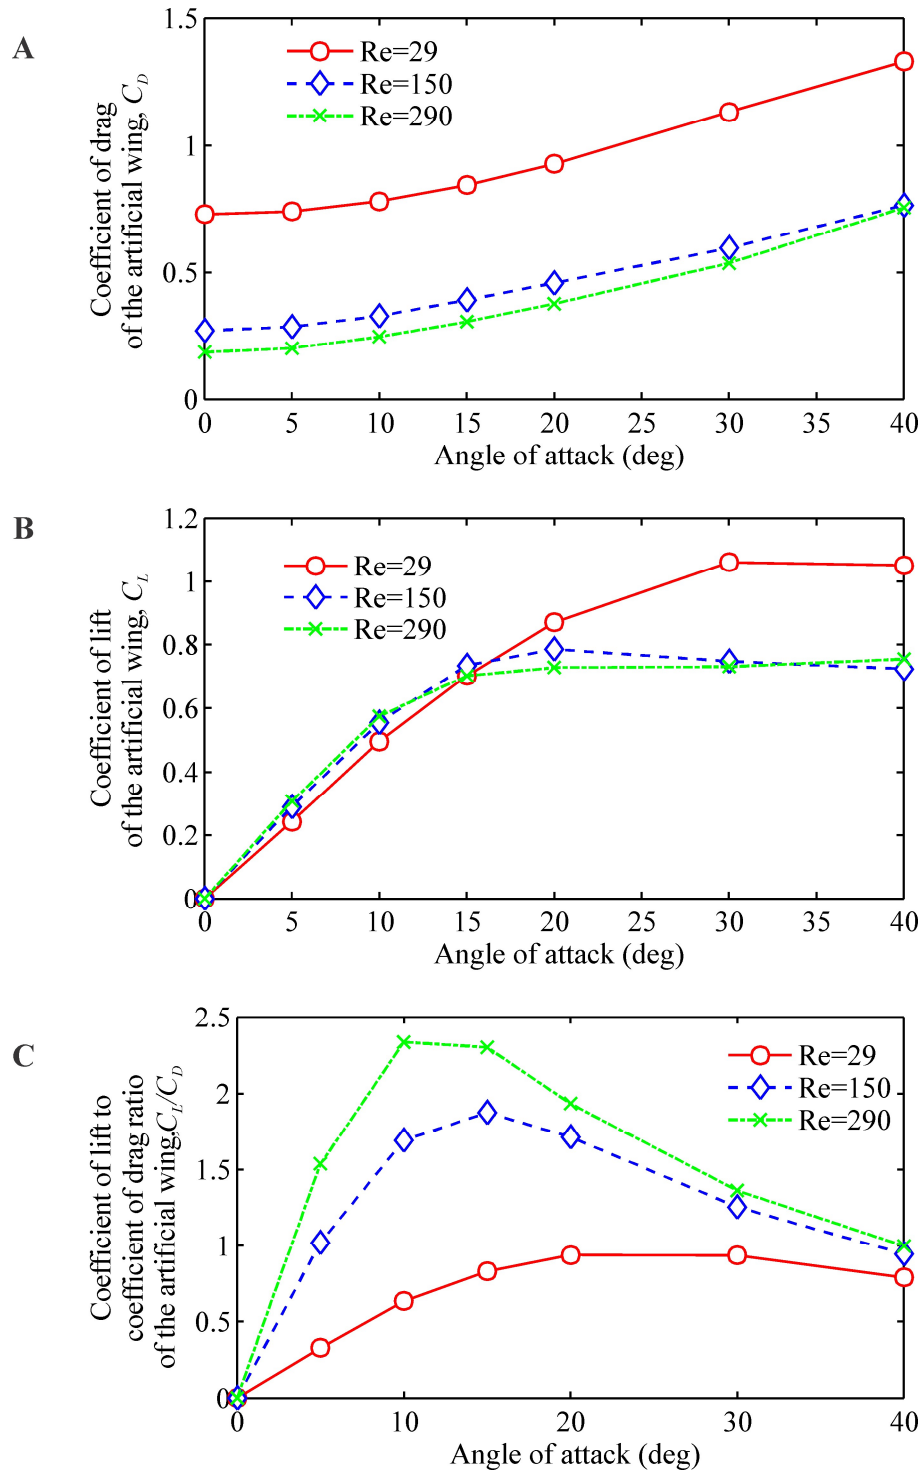 A
1.5
1
0.5
0
Re=29
Re=150
Re=290
Coefficient of drag
of the artificial wing, C_D
0 5 10 15 20 25 30 35 40
Angle of attack (deg)
B
1.2
1
0.8
0.6
0.4
0.2
0
Re=29
Re=150
Re=290
Coefficient of lift
of the artificial wing, C_L
0 5 10 15 20 25 30 35 40
Angle of attack (deg)
C
2.5
2
1.5
1
0.5
0
Re=29
Re=150
Re=290
Coefficient of lift to
coefficient of drag ratio
of the artificial wing,C_L/C_D
0 10 20 30 40
Angle of attack (deg)